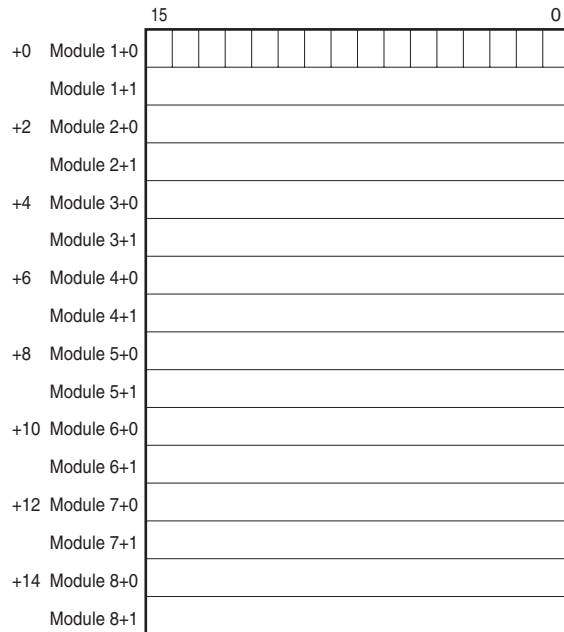 15 0
+0 Module 1+0
Module 1+1
+2 Module 2+0
Module 2+1
+4 Module 3+0
Module 3+1
+6 Module 4+0
Module 4+1
+8 Module 5+0
Module 5+1
+10 Module 6+0
Module 6+1
+12 Module 7+0
Module 7+1
+14 Module 8+0
Module 8+1